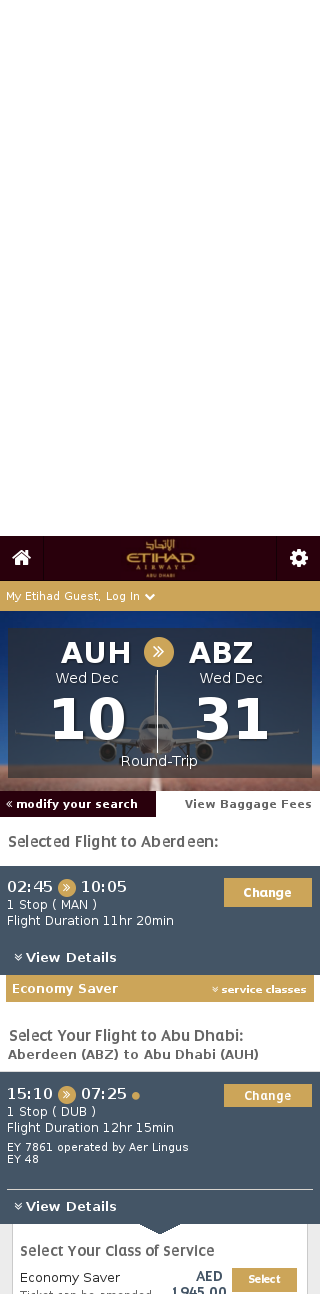 الإتحاد
ETIHAD
AIRWAYS
ABU DHABI
My Etihad Guest, Log In
AUH ABZ
Wed Dec Wed Dec
10 31
Round-Trip
« modify your search View Baggage Fees
Selected Flight to Aberdeen:
02:45 » 10:05 Change
1 Stop ( MAN )
Flight Duration 11hr 20min
View Details
Economy Saver service classes
Select Your Flight to Abu Dhabi:
Aberdeen (ABZ) to Abu Dhabi (AUH)
15:10 » 07:25 Change
1 Stop ( DUB )
Flight Duration 12hr 15min
EY 7861 operated by Aer Lingus
EY 48
View Details
Select Your Class of Service
Economy Saver AED Select
Ticket can be amended 1945.00